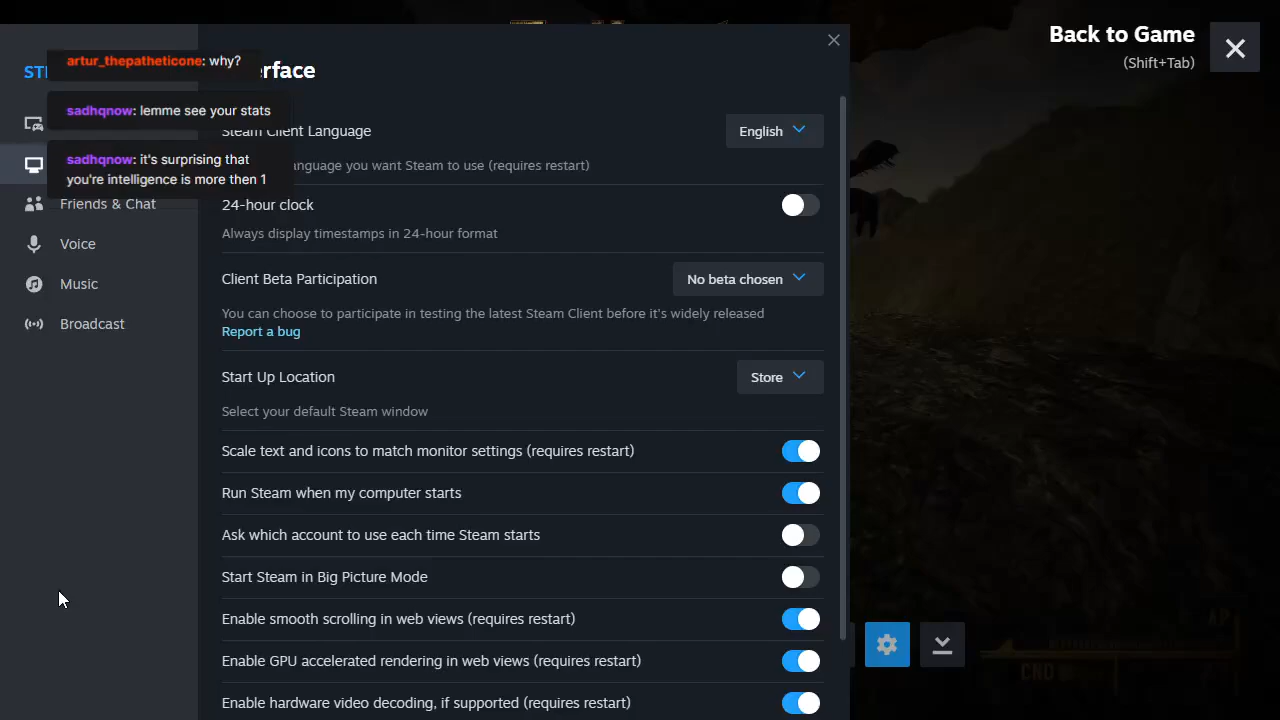 Back to Game
(Shift+Tab)
ST
artur_thepatheticone: why?
sadhqnow: lemme see your stats
sadhqnow: it's surprising that
you're intelligence is more then 1
Friends & Chat
Voice
Music
Broadcast
erface
Steam Client Language
English
anguage you want Steam to use (requires restart)
24-hour clock
Always display timestamps in 24-hour format
Client Beta Participation
No beta chosen
You can choose to participate in testing the latest Steam Client before it's widely released
Report a bug
Start Up Location
Store
Select your default Steam window
Scale text and icons to match monitor settings (requires restart)
Run Steam when my computer starts
Ask which account to use each time Steam starts
Start Steam in Big Picture Mode
Enable smooth scrolling in web views (requires restart)
Enable GPU accelerated rendering in web views (requires restart)
Enable hardware video decoding, if supported (requires restart)
AP
CND